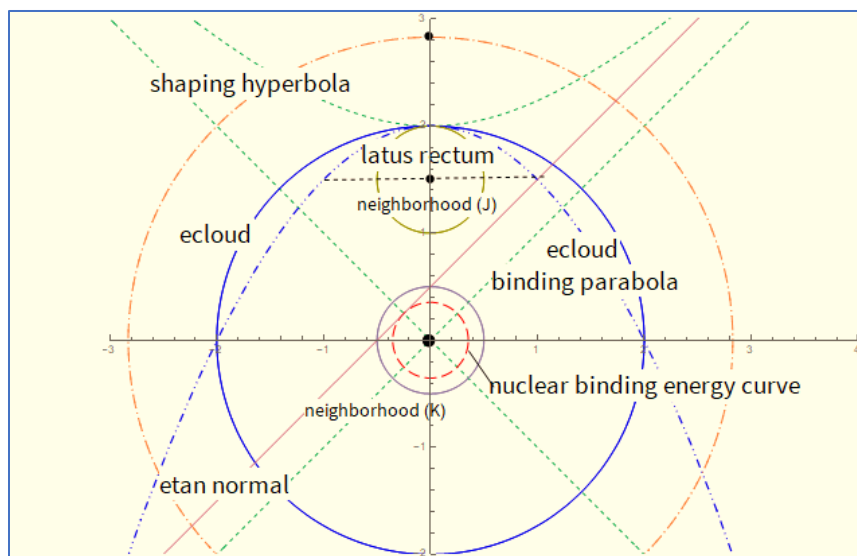 3
shaping hyperbola
2
latus rectum
neighborhood (J)
1
ecloud
ecloud
binding parabola
-3
-2
-1
1
2
3
4
nuclear binding energy curve
neighborhood (K)
-1
etan normal
-2